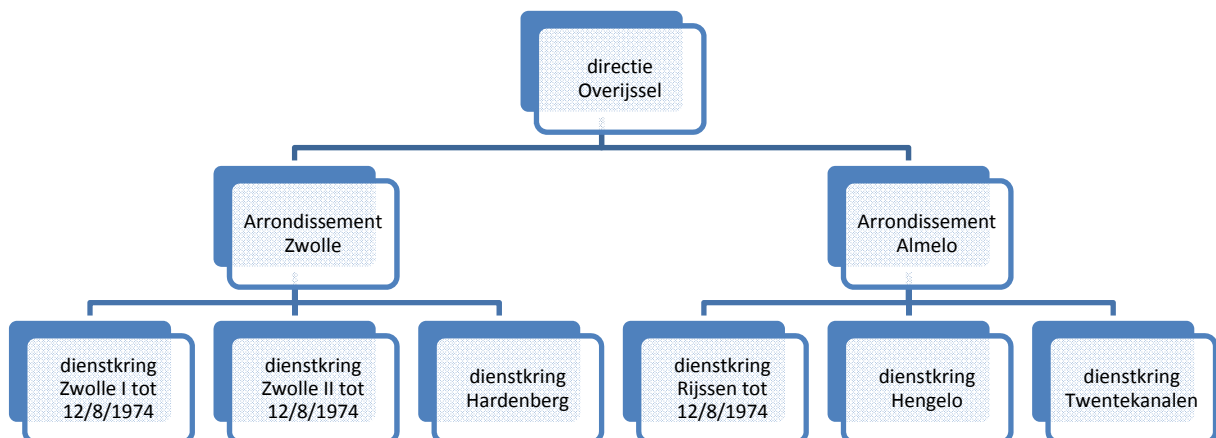 directie
Overijssel
Arrondissement
Zwolle
Arrondissement
Almelo
dienstkring
Zwolle I tot
12/8/1974
dienstkring
Zwolle II tot
12/8/1974
dienstkring
Hardenberg
dienstkring
Rijssen tot
12/8/1974
dienstkring
Hengelo
dienstkring
Twentekanalen